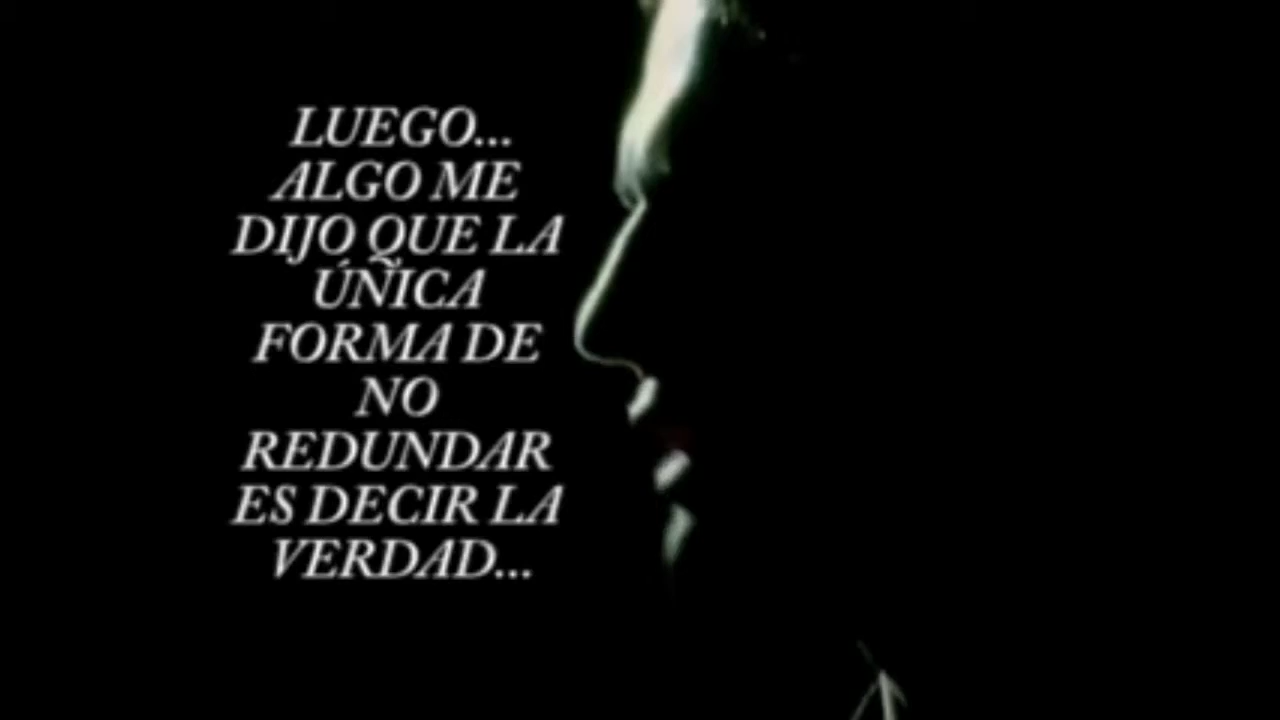 LUEGO...
ALGO ME
DIJO QUE LA
ÚNICA
FORMA DE
NO
REDUNDAR
ES DECIR LA
VERDAD...